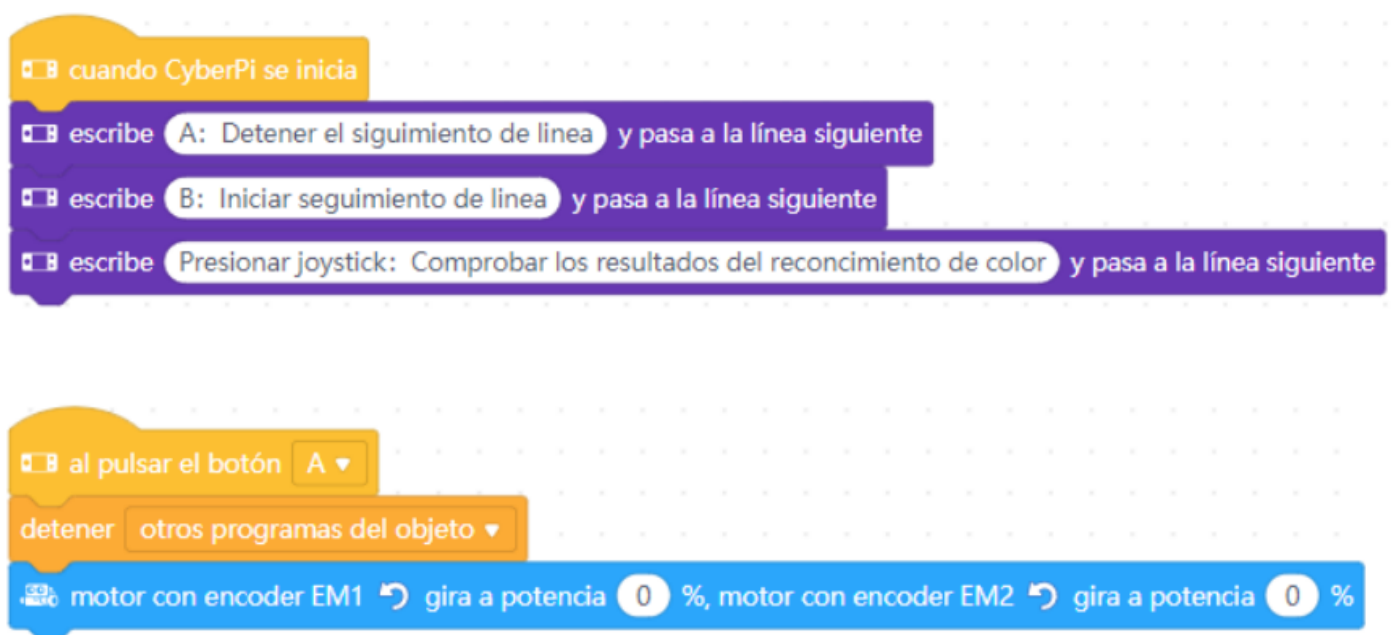 cuando CyberPi se inicia
escribe A: Detener el siguimiento de linea y pasa a la línea siguiente
escribe B: Iniciar seguimiento de linea y pasa a la línea siguiente
escribe Presionar joystick: Comprobar los resultados del reconcimiento de color y pasa a la línea siguiente
al pulsar el botón A
detener otros programas del objeto
motor con encoder EM1 gira a potencia 0 %, motor con encoder EM2 gira a potencia 0 %